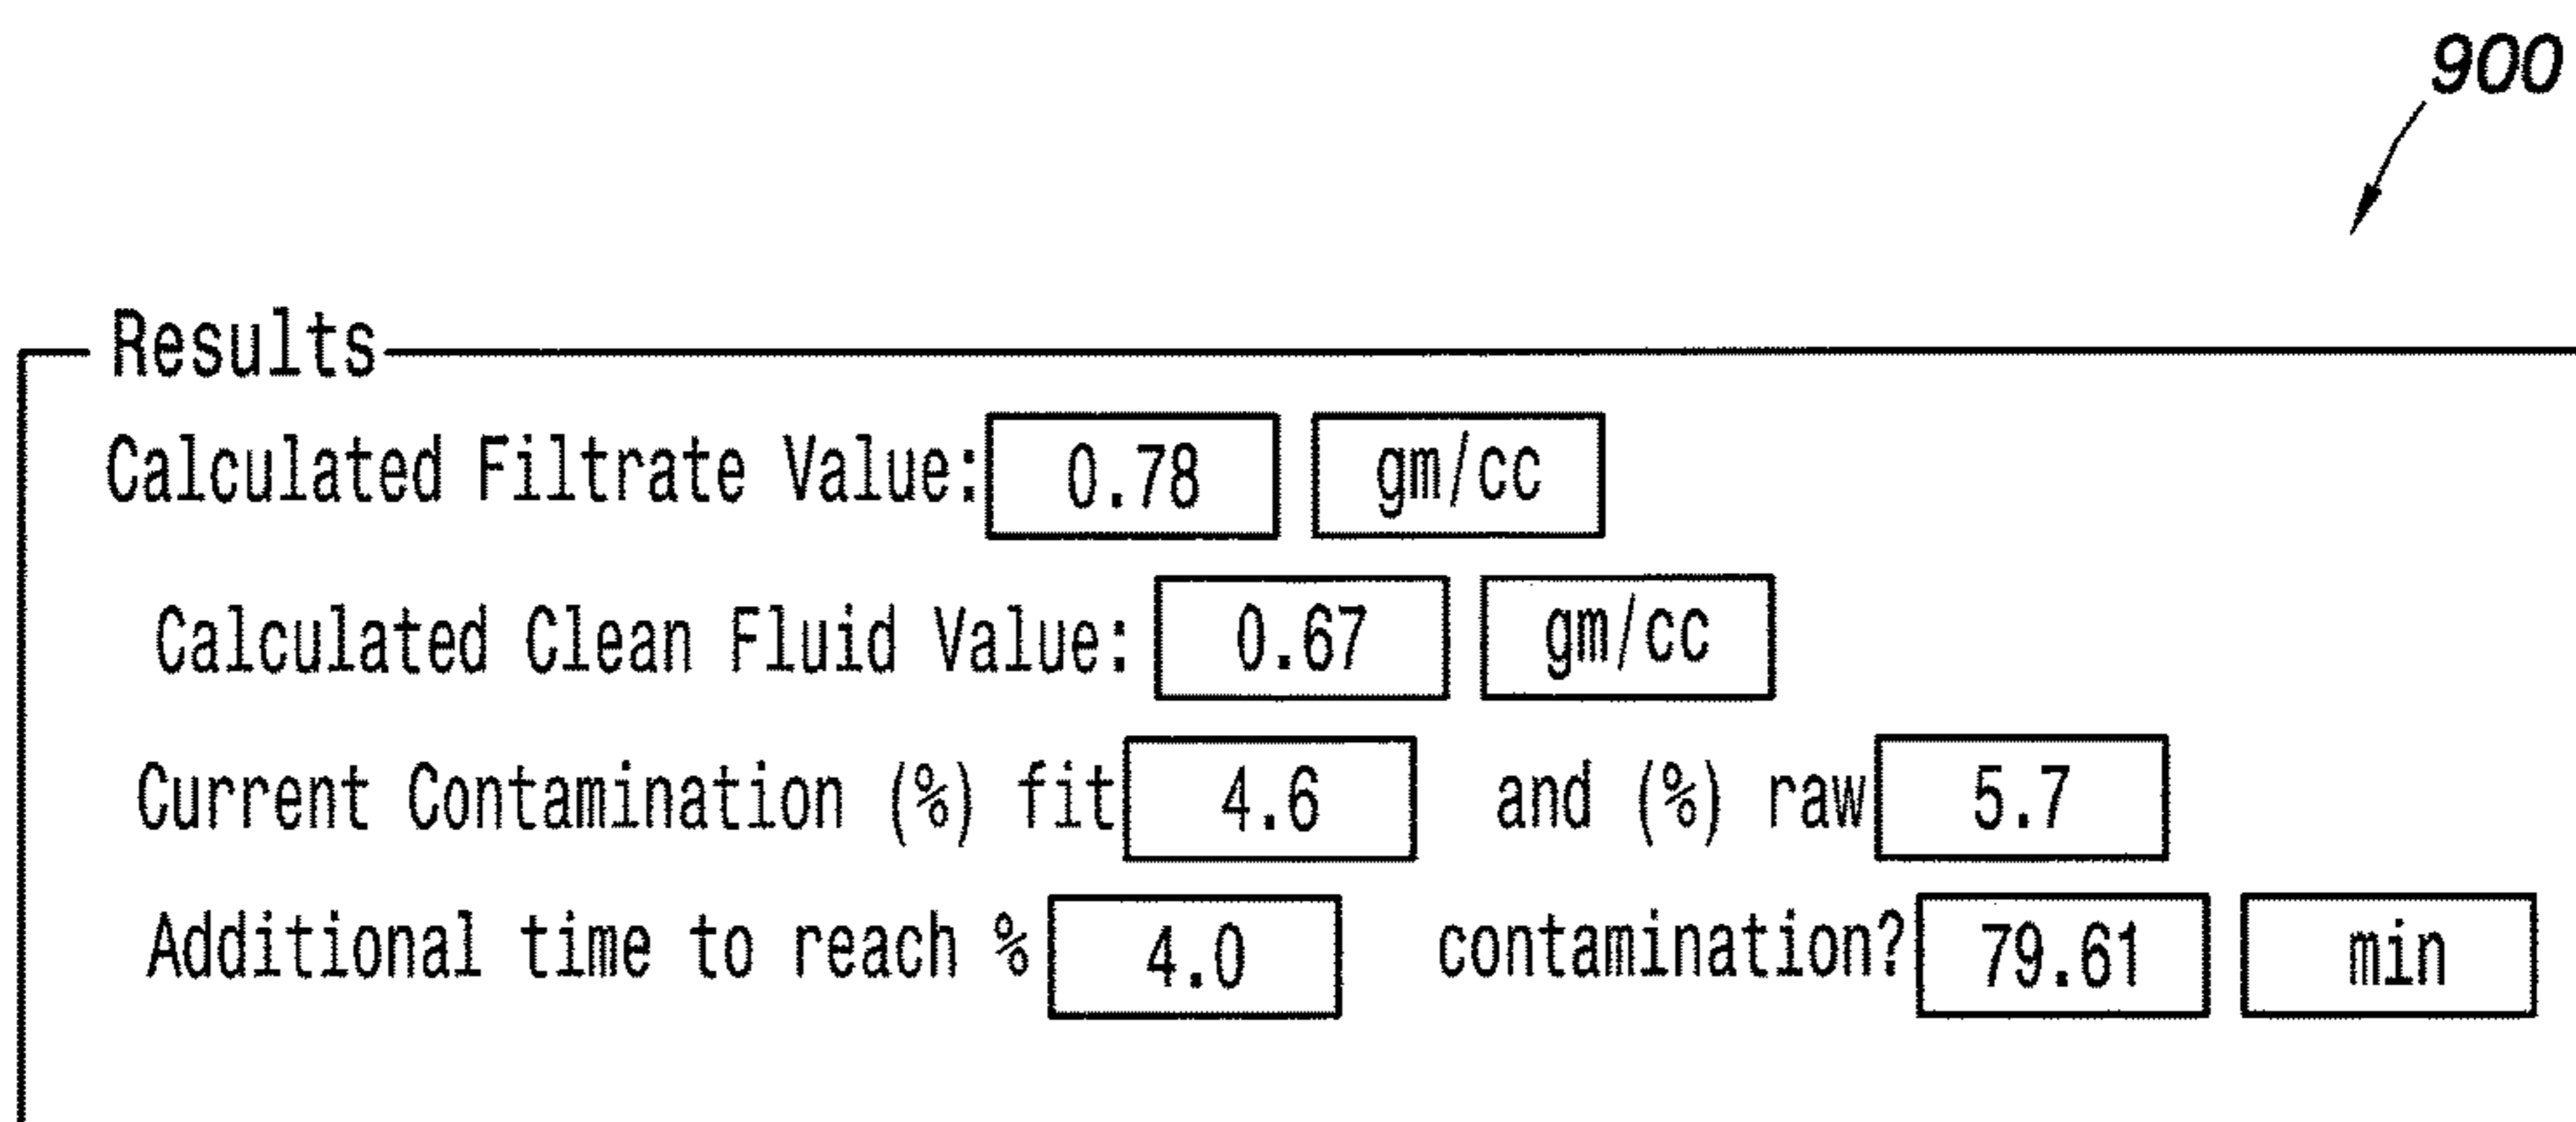 900
Results
Calculated Filtrate Value: 0.78 gm/cc
Calculated Clean Fluid Value: 0.67 gm/cc
Current Contamination (%) fit 4.6 and (%) raw 5.7
Additional time to reach % 4.0 contamination? 79.61 min